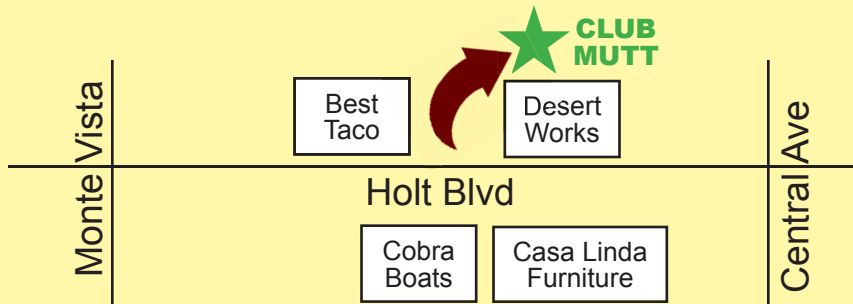 CLUB
MUTT
Best
Taco
Desert
Works
Monte Vista
Central Ave
Holt Blvd
Cobra
Boats
Casa Linda
Furniture